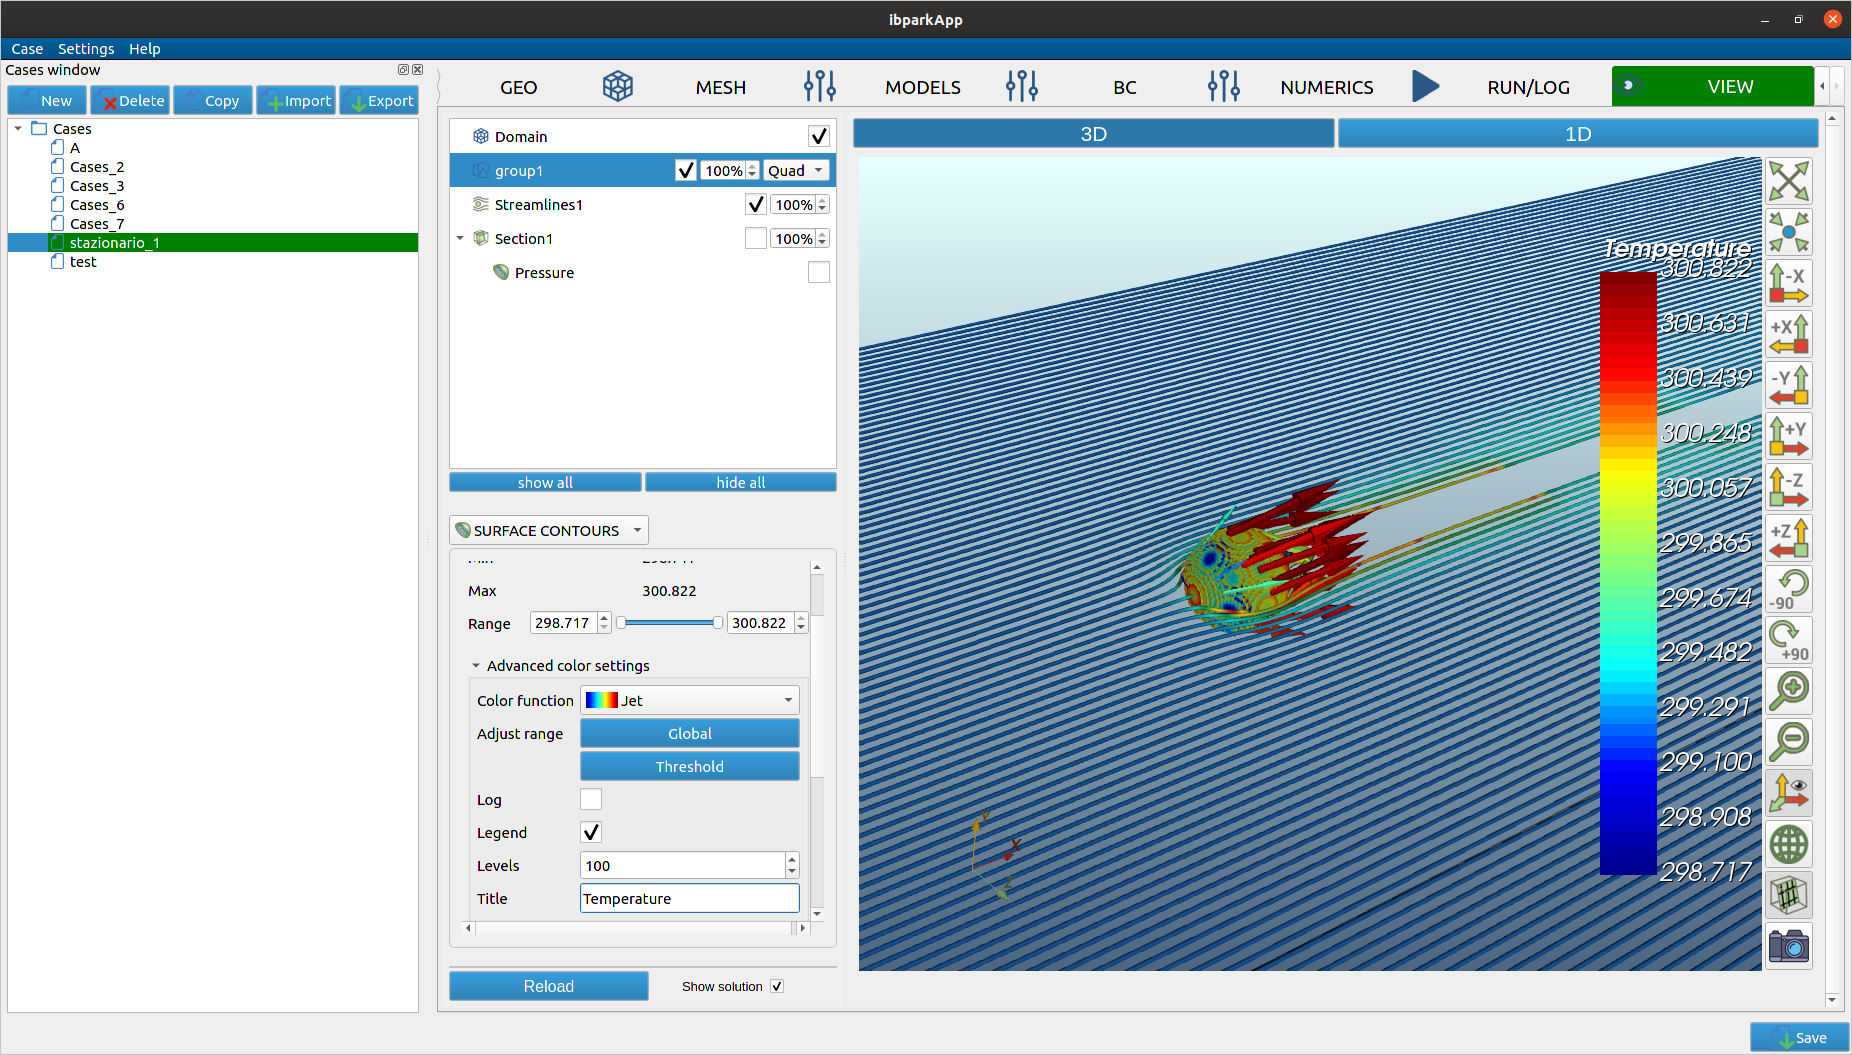 ibparkApp
Case Settings Help
Cases window
New Delete Copy Import Export
Cases
A
Cases_2
Cases_3
Cases_6
Cases_7
stazionario_1
test
GEO MESH MODELS BC NUMERICS RUN/LOG VIEW
Domain
group1 100% Quad
Streamlines1 100%
Section1 100%
Pressure
show all hide all
SURFACE CONTOURS
Max 300.822
Range 298.717 300.822
Advanced color settings
Color function Jet
Adjust range Global
Threshold
Log
Legend
Levels 100
Title Temperature
Reload Show solution
3D 1D
Temperature
300.822
300.631
300.439
300.248
300.057
299.865
299.674
299.482
299.291
299.100
298.908
298.717
Y
X
Z
-X
+X
-Y
+Y
-Z
+Z
-90
+90
Save